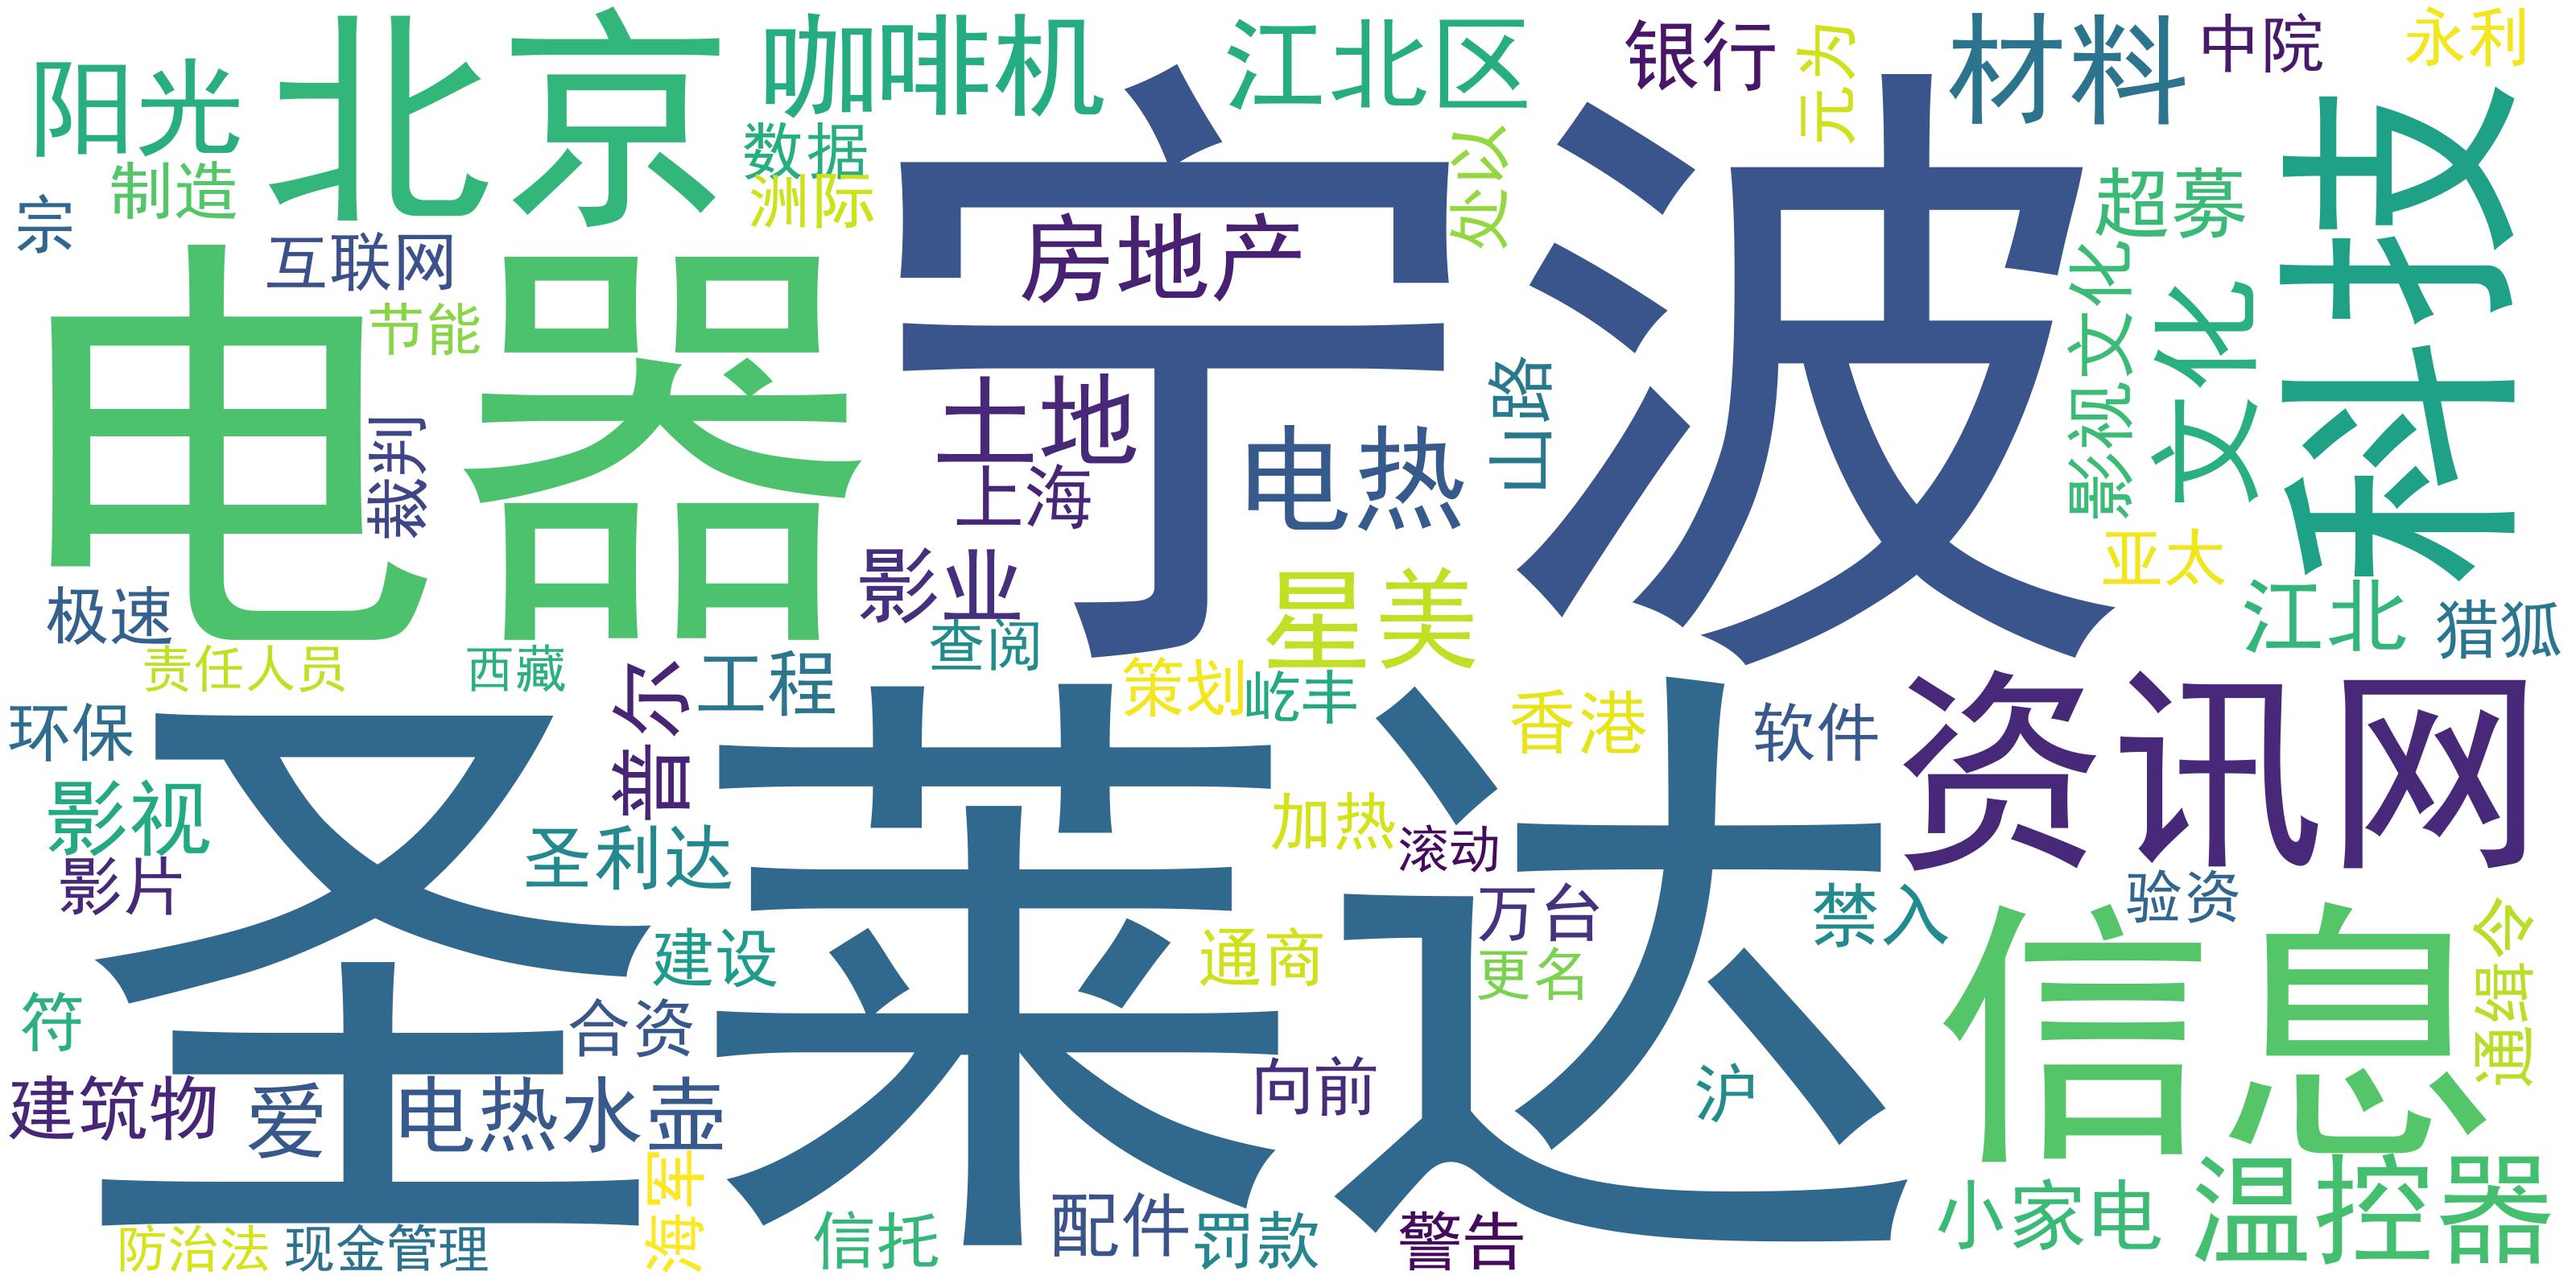 阳光
北京
咖啡机
江北区
银行
元为
材料
中院
永利
制造
数据
洲际
处以
超募
科技
宗
互联网
房地产
宁波
影视文化
文化
节能
电器
土地
山路
裁判
上海
电热
亚太
极速
影业
星美
江北
猎狐
责任人员
西藏
普尔
工程
查阅
策划
屹丰
香港
软件
资讯网
环保
影视
影片
圣利达
加热
滚动
万台
禁入
验资
圣莱达
建设
通商
更名
信息
通缉令
符
合资
向前
沪
建筑物
爱
电热水壶
海军
小家电
温控器
防治法
现金管理
信托
配件
罚款
警告